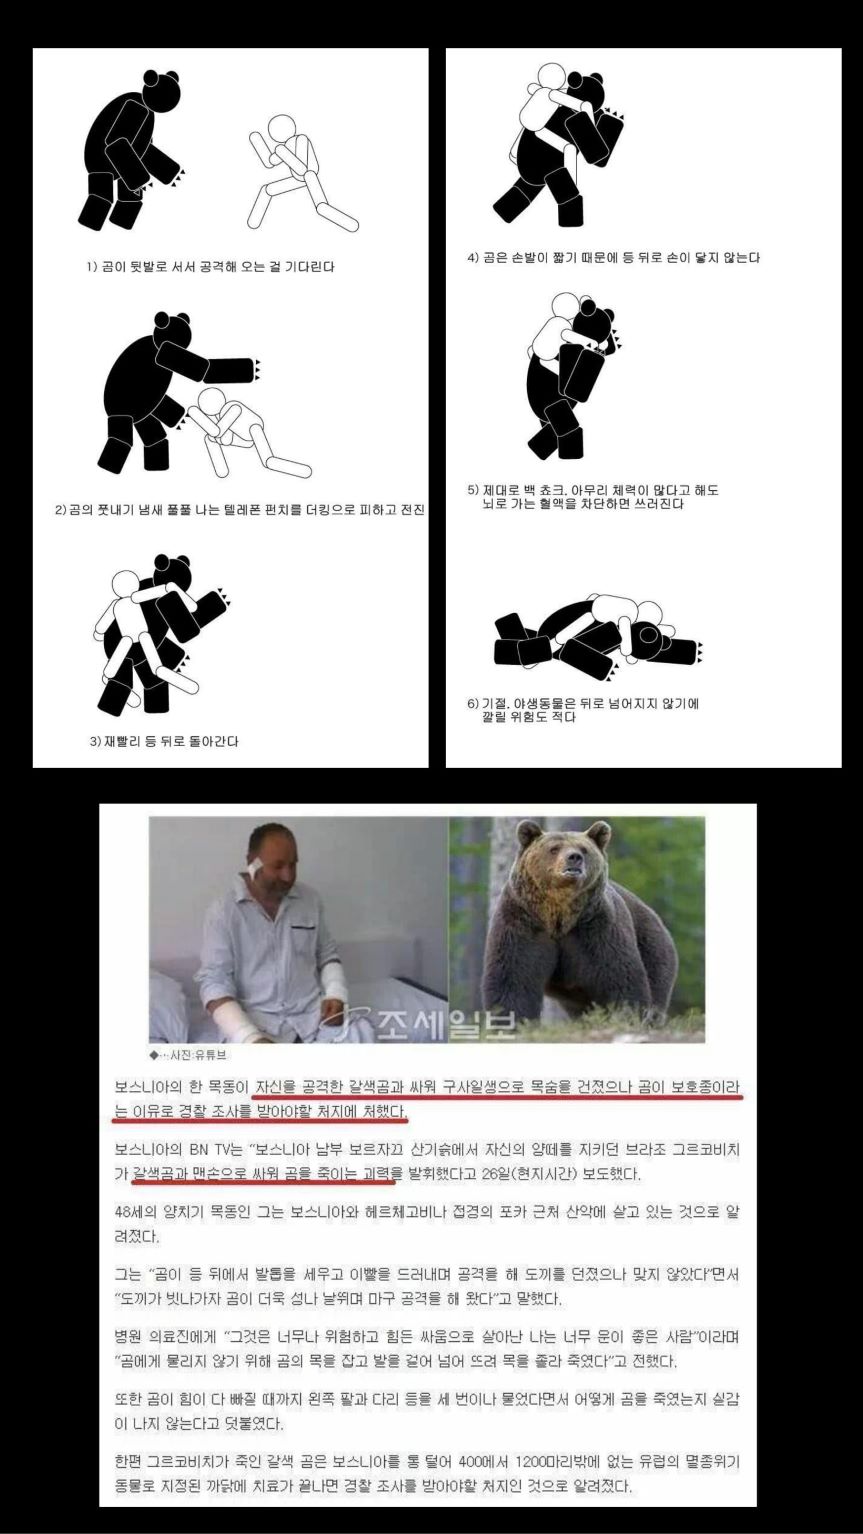 1) 곰이 뒷발로 서서 공격해 오는 걸 기다린다
2) 곰의 풋내기 냄새 풀풀 나는 텔레폰 펀치를 더킹으로 피하고 전진
3) 재빨리 등 뒤로 돌아간다
4) 곰은 손발이 짧기 때문에 등 뒤로 손이 닿지 않는다
5) 제대로 백 쵸크. 아무리 체력이 많다고 해도
뇌로 가는 혈액을 차단하면 쓰러진다
6) 기절. 야생동물은 뒤로 넘어지지 않기에
깔릴 위험도 적다
조세일보
◆…사진:유튜브
보스니아의 한 목동이 자신을 공격한 갈색곰과 싸워 구사일생으로 목숨을 건졌으나 곰이 보호종이라
는 이유로 경찰 조사를 받아야할 처지에 처했다.
보스니아의 BN TV는 “보스니아 남부 보르자끄 산기슭에서 자신의 양떼를 지키던 브라조 그르코비치
가 갈색곰과 맨손으로 싸워 곰을 죽이는 괴력을 발휘했다고 26일(현지시간) 보도했다.
48세의 양치기 목동인 그는 보스니아와 헤르체고비나 접경의 포카 근처 산악에 살고 있는 것으로 알
려졌다.
그는 “곰이 등 뒤에서 발톱을 세우고 이빨을 드러내며 공격을 해 도끼를 던졌으나 맞지 않았다”면서
“도끼가 빗나가자 곰이 더욱 성나 날뛰며 마구 공격을 해 왔다”고 말했다.
병원 의료진에게 “그것은 너무나 위험하고 힘든 싸움으로 살아난 나는 너무 운이 좋은 사람”이라며
“곰에게 물리지 않기 위해 곰의 목을 잡고 발을 걸어 넘어 뜨려 목을 졸라 죽였다”고 전했다.
또한 곰이 힘이 다 빠질 때까지 왼쪽 팔과 다리 등을 세 번이나 물었다면서 어떻게 곰을 죽였는지 실감
이 나지 않는다고 덧붙였다.
한편 그르코비치가 죽인 갈색 곰은 보스니아를 통 털어 400에서 1200마리밖에 없는 유럽의 멸종위기
동물로 지정된 까닭에 치료가 끝나면 경찰 조사를 받아야할 처지인 것으로 알려졌다.